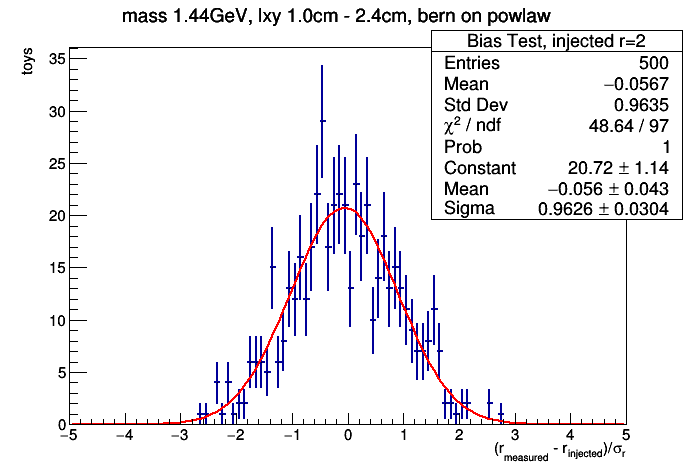 mass 1.44GeV, lxy 1.0cm - 2.4cm, bern on powlaw
Bias Test, injected r=2
Entries 500
Mean −0.0567
Std Dev 0.9635
χ² / ndf 48.64 / 97
Prob 1
Constant 20.72 ± 1.14
Mean −0.056 ± 0.043
Sigma 0.9626 ± 0.0304
toys
35
30
25
20
15
10
5
0
−5 −4 −3 −2 −1 0 1 2 3 4 5
(r_measured - r_injected)/σ_r